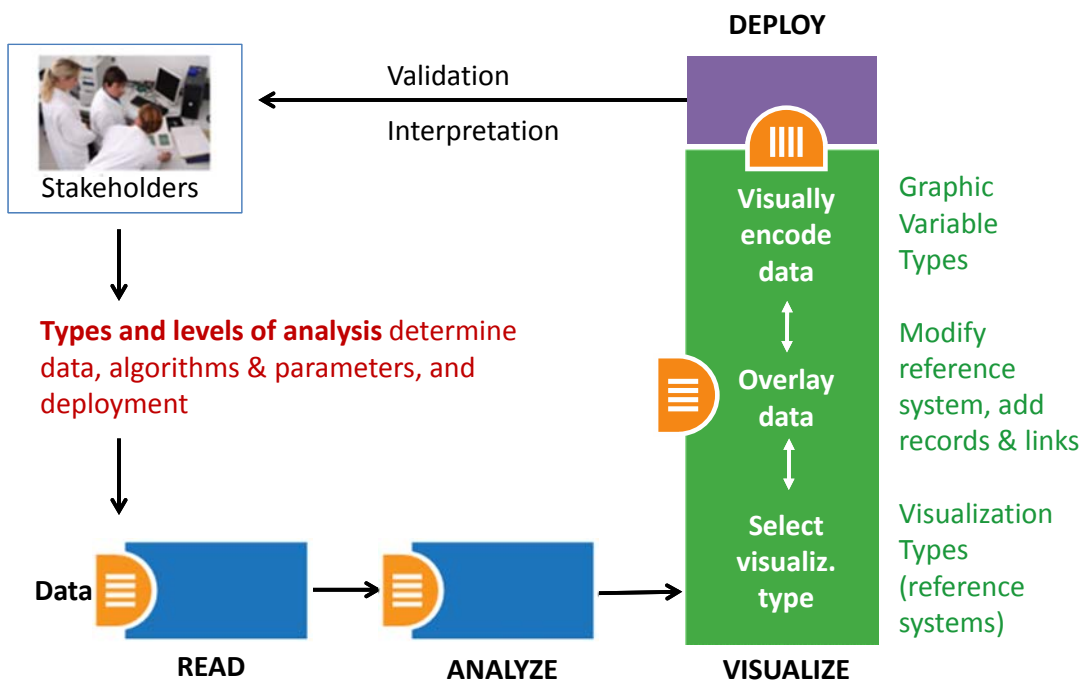 DEPLOY
Validation
Interpretation
Stakeholders
Types and levels of analysis determine
data, algorithms & parameters, and
deployment
Visually
encode
data
Graphic
Variable
Types
Overlay
data
Modify
reference
system, add
records & links
Select
visualiz.
type
Visualization
Types
(reference
systems)
Data
READ
ANALYZE
VISUALIZE